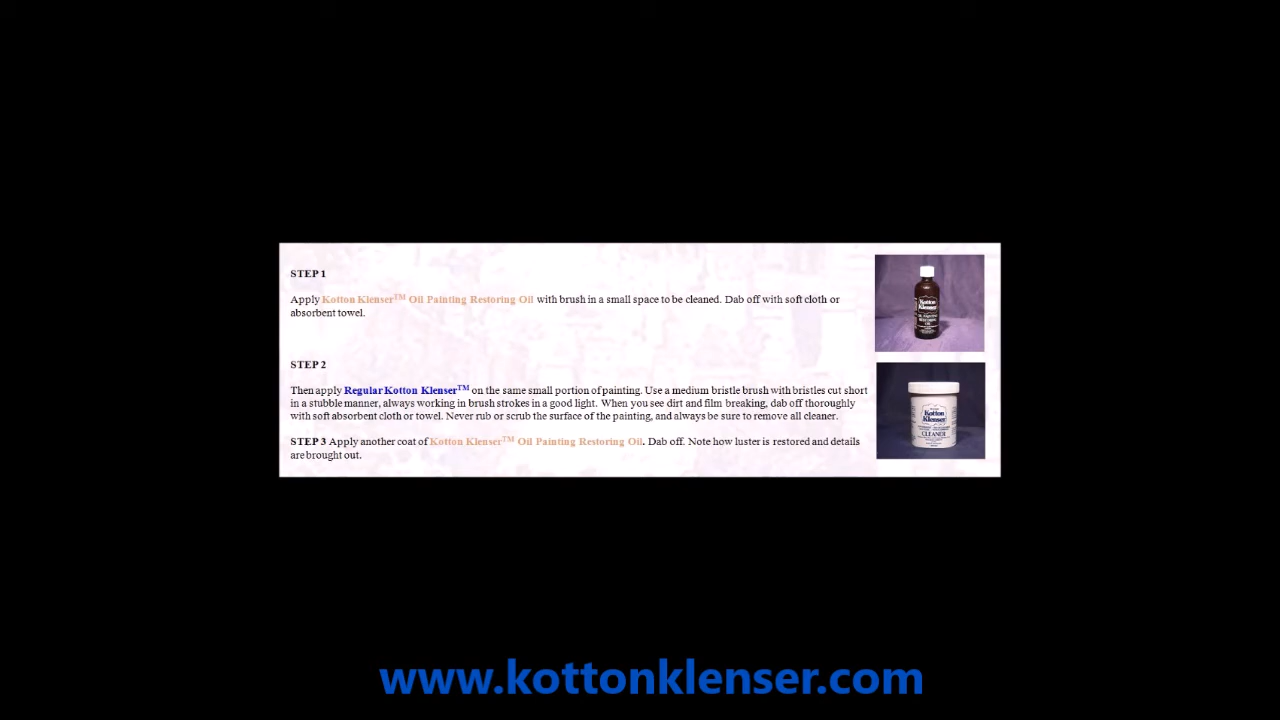 STEP 1
Apply Kotton Klenser™ Oil Painting Restoring Oil with brush in a small space to be cleaned. Dab off with soft cloth or
absorbent towel.
STEP 2
Then apply Regular Kotton Klenser™ on the same small portion of painting. Use a medium bristle brush with bristles cut short
in a stubble manner, always working in brush strokes in a good light. When you see dirt and film breaking, dab off thoroughly
with soft absorbent cloth or towel. Never rub or scrub the surface of the painting, and always be sure to remove all cleaner.
STEP 3 Apply another coat of Kotton Klenser™ Oil Painting Restoring Oil. Dab off. Note how luster is restored and details
are brought out.
Kotton
Klenser
OIL PAINTING
RESTORING
OIL
Kotton
Klenser
CLEANER
www.kottonklenser.com